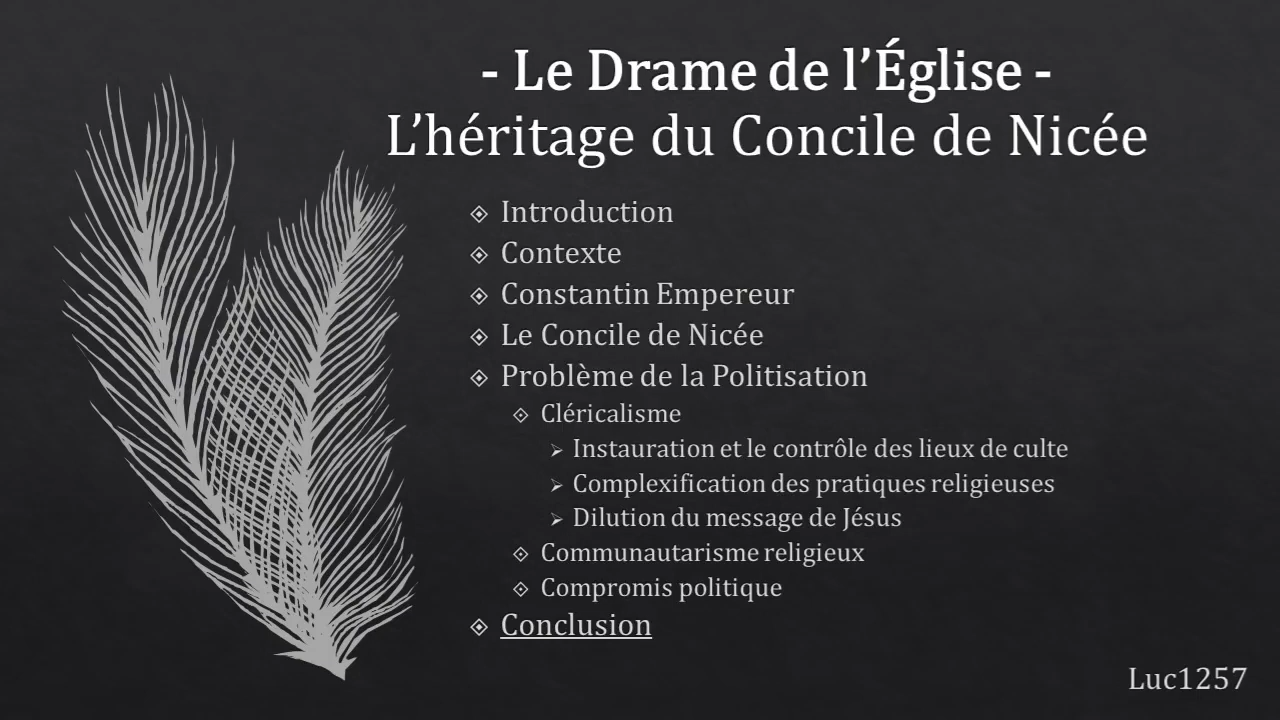 - Le Drame de l’Église -
L’héritage du Concile de Nicée
Introduction
Contexte
Constantin Empereur
Le Concile de Nicée
Problème de la Politisation
Cléricalisme
Instauration et le contrôle des lieux de culte
Complexification des pratiques religieuses
Dilution du message de Jésus
Communautarisme religieux
Compromis politique
Conclusion
Luc1257